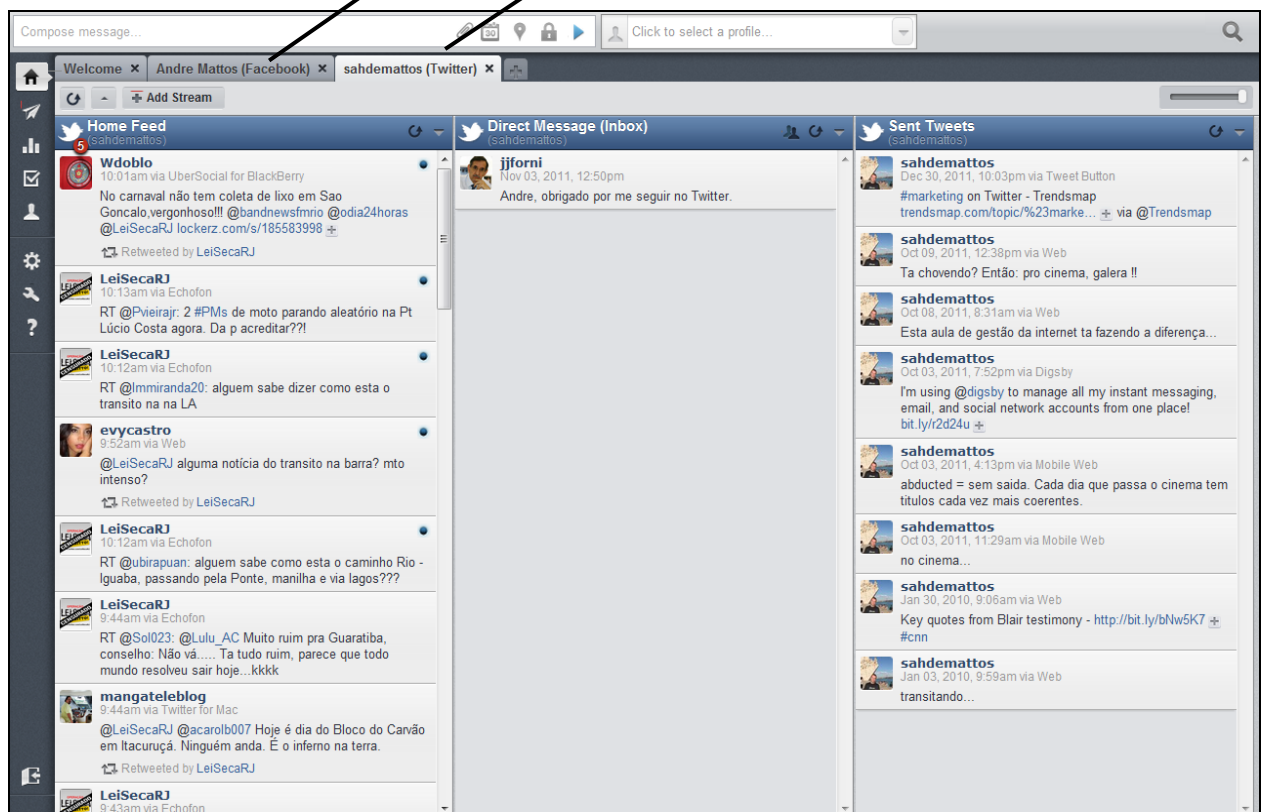 Compose message...
30
Click to select a profile...
Welcome × Andre Mattos (Facebook) × sahdemattos (Twitter) ×
Add Stream
Home Feed
(sahdemattos)
5
Wdoblo
10:01am via UberSocial for BlackBerry
No carnaval não tem coleta de lixo em Sao
Goncalo,vergonhoso!!! @bandnewsfmrio @odia24horas
@LeiSecaRJ lockerz.com/s/185583998 +
Retweeted by LeiSecaRJ
LeiSecaRJ
10:13am via Echofon
RT @Pvieirajr: 2 #PMs de moto parando aleatório na Pt
Lúcio Costa agora. Da p acreditar??!
LeiSecaRJ
10:12am via Echofon
RT @lmmiranda20: alguem sabe dizer como esta o
transito na na LA
evycastro
9:52am via Web
@LeiSecaRJ alguma notícia do transito na barra? mto
intenso?
Retweeted by LeiSecaRJ
LeiSecaRJ
10:12am via Echofon
RT @ubirapuan: alguem sabe como esta o caminho Rio -
Iguaba, passando pela Ponte, manilha e via lagos???
LeiSecaRJ
9:44am via Echofon
RT @Sol023: @Lulu_AC Muito ruim pra Guaratiba,
conselho: Não vá..... Ta tudo ruim, parece que todo
mundo resolveu sair hoje...kkkk
mangateleblog
9:44am via Twitter for Mac
@LeiSecaRJ @acarolb007 Hoje é dia do Bloco do Carvão
em Itacuruçá. Ninguém anda. É o inferno na terra.
Retweeted by LeiSecaRJ
LeiSecaRJ
9:43am via Echofon
Direct Message (Inbox)
(sahdemattos)
jjforni
Nov 03, 2011, 12:50pm
Andre, obrigado por me seguir no Twitter.
Sent Tweets
(sahdemattos)
sahdemattos
Dec 30, 2011, 10:03pm via Tweet Button
#marketing on Twitter - Trendsmap
trendsmap.com/topic/%23marke... + via @Trendsmap
sahdemattos
Oct 09, 2011, 12:38pm via Web
Ta chovendo? Então: pro cinema, galera !!
sahdemattos
Oct 08, 2011, 8:31am via Web
Esta aula de gestão da internet ta fazendo a diferença...
sahdemattos
Oct 03, 2011, 7:52pm via Digsby
I'm using @digsby to manage all my instant messaging,
email, and social network accounts from one place!
bit.ly/r2d24u +
sahdemattos
Oct 03, 2011, 4:13pm via Mobile Web
abducted = sem saida. Cada dia que passa o cinema tem
titulos cada vez mais coerentes.
sahdemattos
Oct 03, 2011, 11:29am via Mobile Web
no cinema...
sahdemattos
Jan 30, 2010, 9:06am via Web
Key quotes from Blair testimony - http://bit.ly/bNw5K7 +
#cnn
sahdemattos
Jan 03, 2010, 9:59am via Web
transitando...